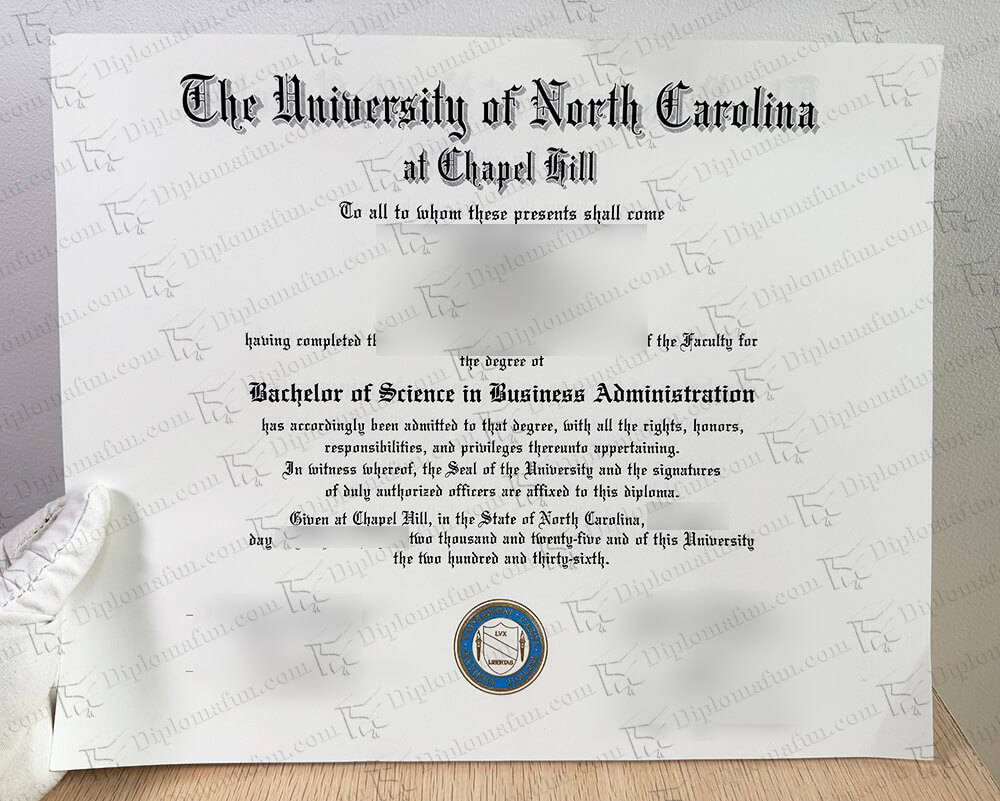 The University of North Carolina
at Chapel Hill
To all to whom these presents shall come
having completed
the Faculty for
the degree of
Bachelor of Science in Business Administration
has accordingly been admitted to that degree, with all the rights, honors,
responsibilities, and privileges thereunto appertaining.
In witness whereof, the Seal of the University and the signatures
of duly authorized officers are affixed to this diploma.
Given at Chapel Hill, in the State of North Carolina,
day two thousand and twenty-five and of this University
the two hundred and thirty-sixth.
LVX
LIBERTAS
Diplomafun.com